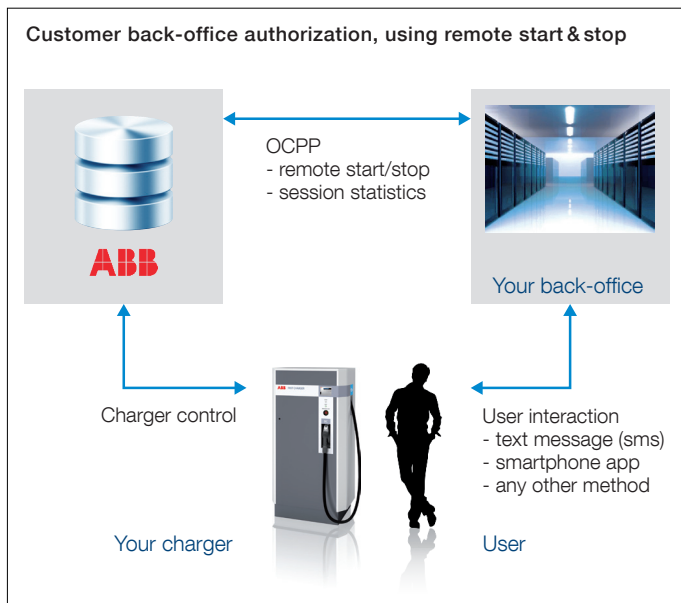 Customer back-office authorization, using remote start & stop
OCPP
- remote start/stop
- session statistics
ABB
Your back-office
Charger control
ABB
User interaction
- text message (sms)
- smartphone app
- any other method
Your charger
User